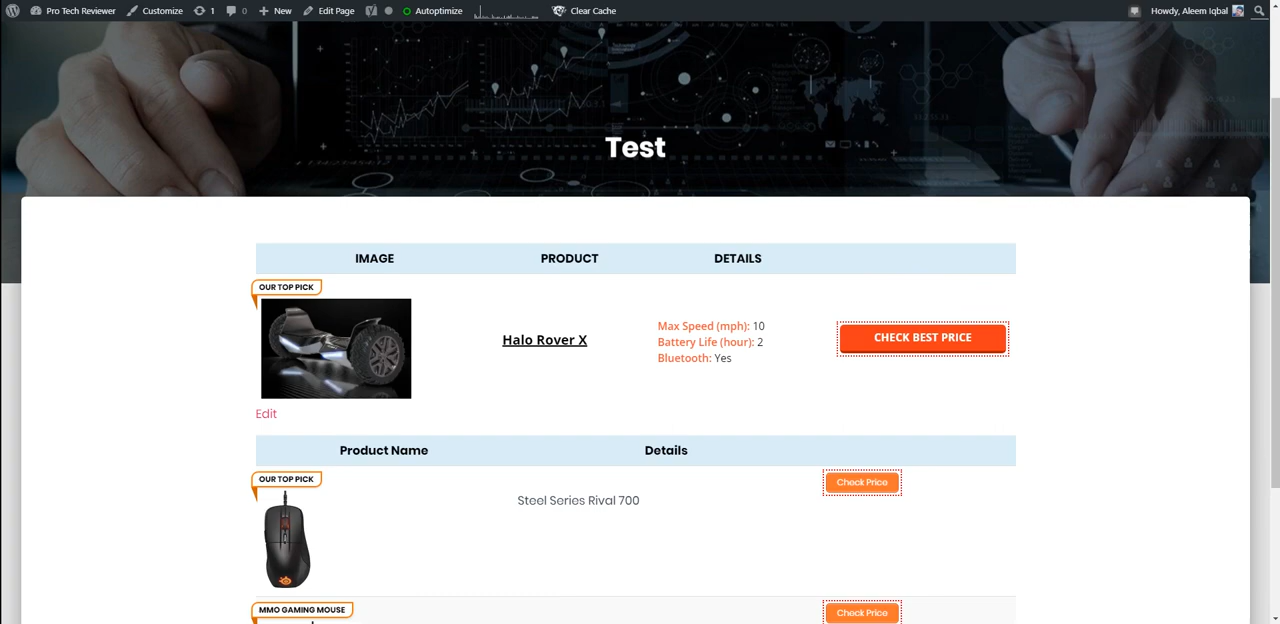 Pro Tech Reviewer Customize 1 0 New Edit Page Autoptimize Clear Cache Howdy, Aleem Iqbal
Test
IMAGE PRODUCT DETAILS
OUR TOP PICK
Halo Rover X
Max Speed (mph): 10
Battery Life (hour): 2
Bluetooth: Yes
CHECK BEST PRICE
Edit
Product Name Details
OUR TOP PICK
Steel Series Rival 700
Check Price
MMO GAMING MOUSE
Check Price